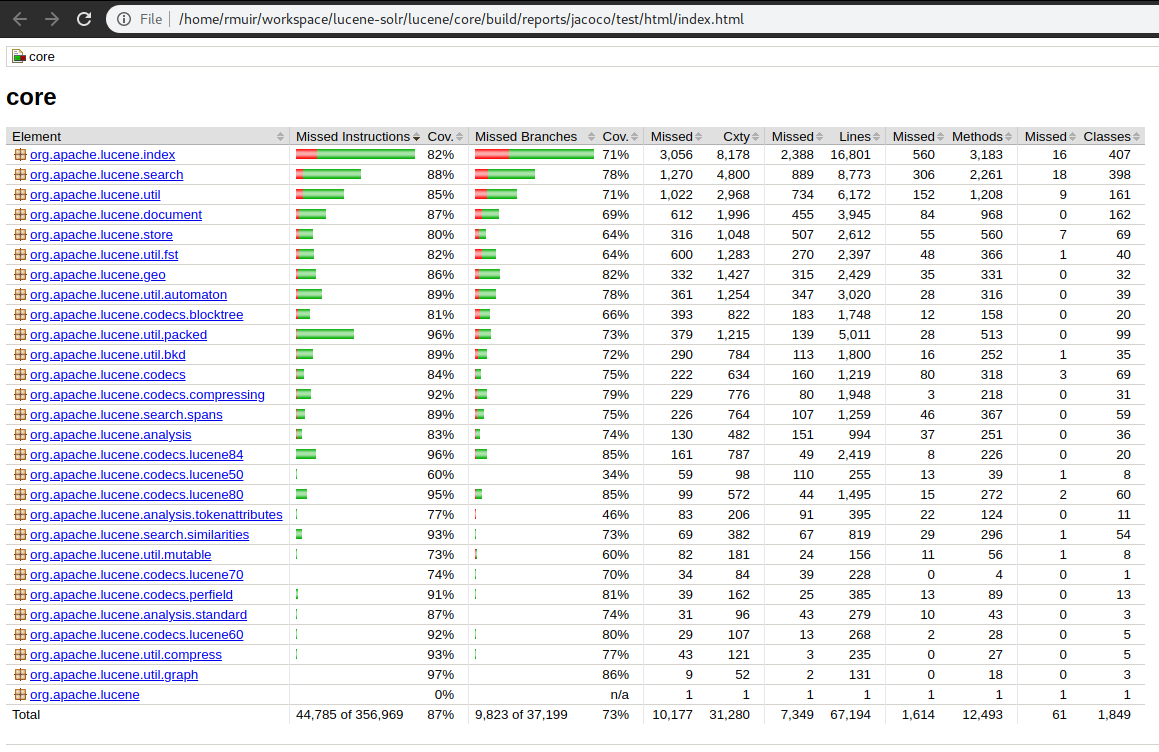 File /home/rmuir/workspace/lucene-solr/lucene/core/build/reports/jacoco/test/html/index.html
core
core
Element Missed Instructions Cov. Missed Branches Cov. Missed Cxty Missed Lines Missed Methods Missed Classes
org.apache.lucene.index 82% 71% 3,056 8,178 2,388 16,801 560 3,183 16 407
org.apache.lucene.search 88% 78% 1,270 4,800 889 8,773 306 2,261 18 398
org.apache.lucene.util 85% 71% 1,022 2,968 734 6,172 152 1,208 9 161
org.apache.lucene.document 87% 69% 612 1,996 455 3,945 84 968 0 162
org.apache.lucene.store 80% 64% 316 1,048 507 2,612 55 560 7 69
org.apache.lucene.util.fst 82% 64% 600 1,283 270 2,397 48 366 1 40
org.apache.lucene.geo 86% 82% 332 1,427 315 2,429 35 331 0 32
org.apache.lucene.util.automaton 89% 78% 361 1,254 347 3,020 28 316 0 39
org.apache.lucene.codecs.blocktree 81% 66% 393 822 183 1,748 12 158 0 20
org.apache.lucene.util.packed 96% 73% 379 1,215 139 5,011 28 513 0 99
org.apache.lucene.util.bkd 89% 72% 290 784 113 1,800 16 252 1 35
org.apache.lucene.codecs 84% 75% 222 634 160 1,219 80 318 3 69
org.apache.lucene.codecs.compressing 92% 79% 229 776 80 1,948 3 218 0 31
org.apache.lucene.search.spans 89% 75% 226 764 107 1,259 46 367 0 59
org.apache.lucene.analysis 83% 74% 130 482 151 994 37 251 0 36
org.apache.lucene.codecs.lucene84 96% 85% 161 787 49 2,419 8 226 0 20
org.apache.lucene.codecs.lucene50 60% 34% 59 98 110 255 13 39 1 8
org.apache.lucene.codecs.lucene80 95% 85% 99 572 44 1,495 15 272 2 60
org.apache.lucene.analysis.tokenattributes 77% 46% 83 206 91 395 22 124 0 11
org.apache.lucene.search.similarities 93% 73% 69 382 67 819 29 296 1 54
org.apache.lucene.util.mutable 73% 60% 82 181 24 156 11 56 1 8
org.apache.lucene.codecs.lucene70 74% 70% 34 84 39 228 0 4 0 1
org.apache.lucene.codecs.perfield 91% 81% 39 162 25 385 13 89 0 13
org.apache.lucene.analysis.standard 87% 74% 31 96 43 279 10 43 0 3
org.apache.lucene.codecs.lucene60 92% 80% 29 107 13 268 2 28 0 5
org.apache.lucene.util.compress 93% 77% 43 121 3 235 0 27 0 5
org.apache.lucene.util.graph 97% 86% 9 52 2 131 0 18 0 3
org.apache.lucene 0% n/a 1 1 1 1 1 1 1 1
Total 44,785 of 356,969 87% 9,823 of 37,199 73% 10,177 31,280 7,349 67,194 1,614 12,493 61 1,849